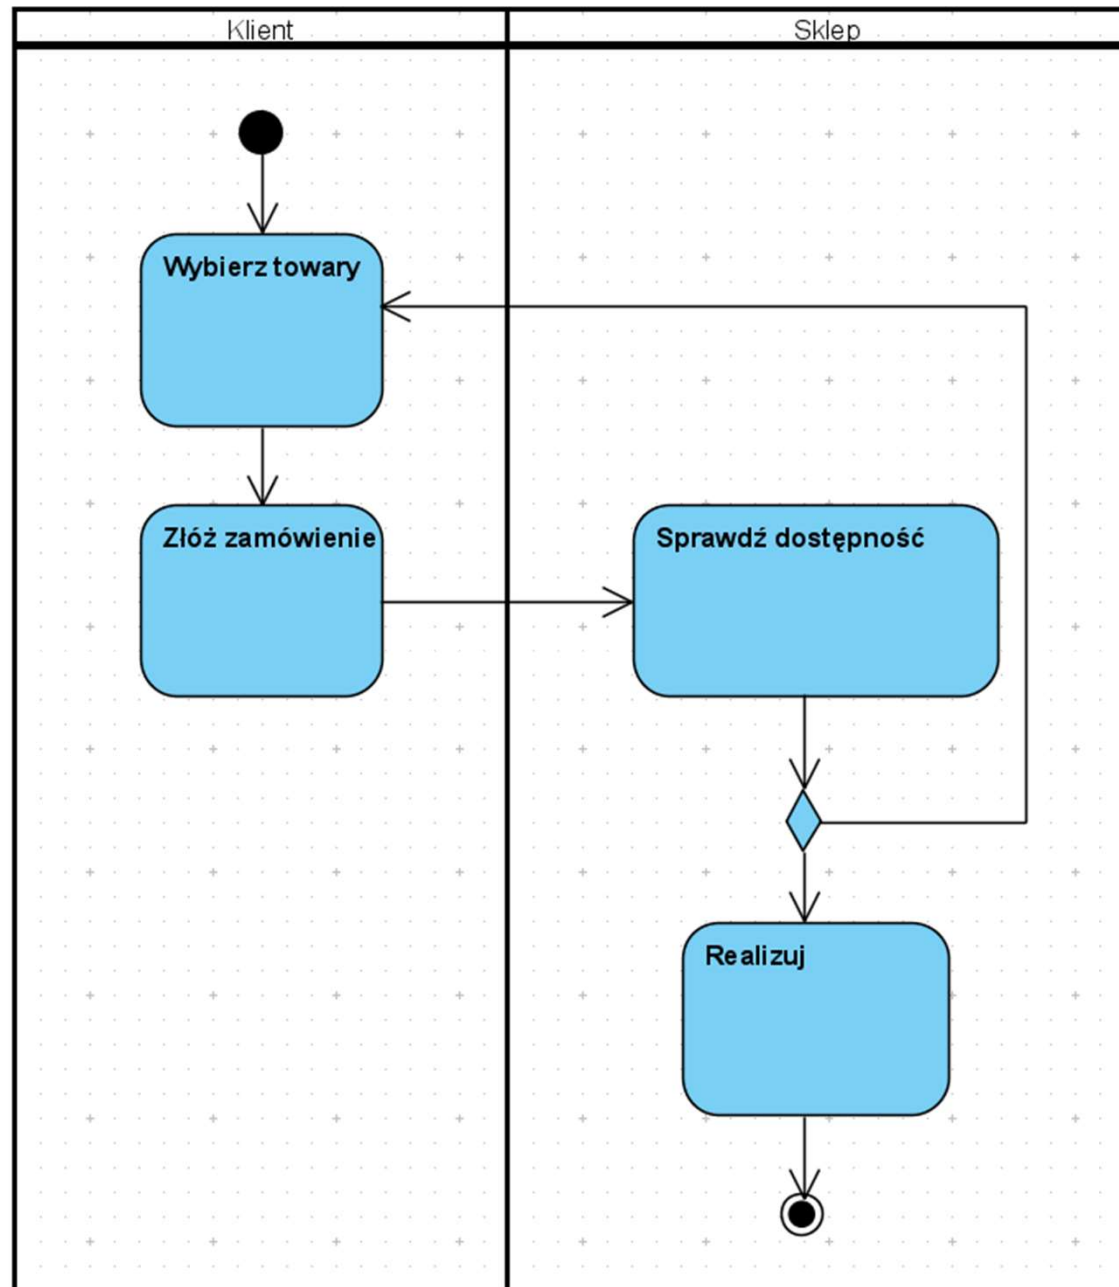 Klient
Sklep
Wybierz towary
Złóż zamówienie
Sprawdź dostępność
Realizuj